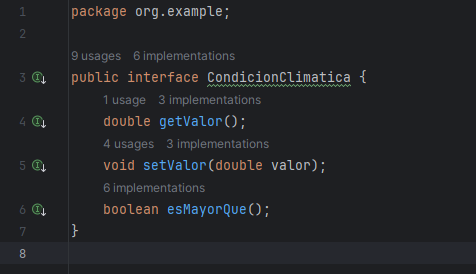 1 package org.example;
2
9 usages 6 implementations
3 public interface CondicionClimatica {
1 usage 3 implementations
4 double getValor();
4 usages 3 implementations
5 void setValor(double valor);
6 implementations
6 boolean esMayorQue();
7 }
8